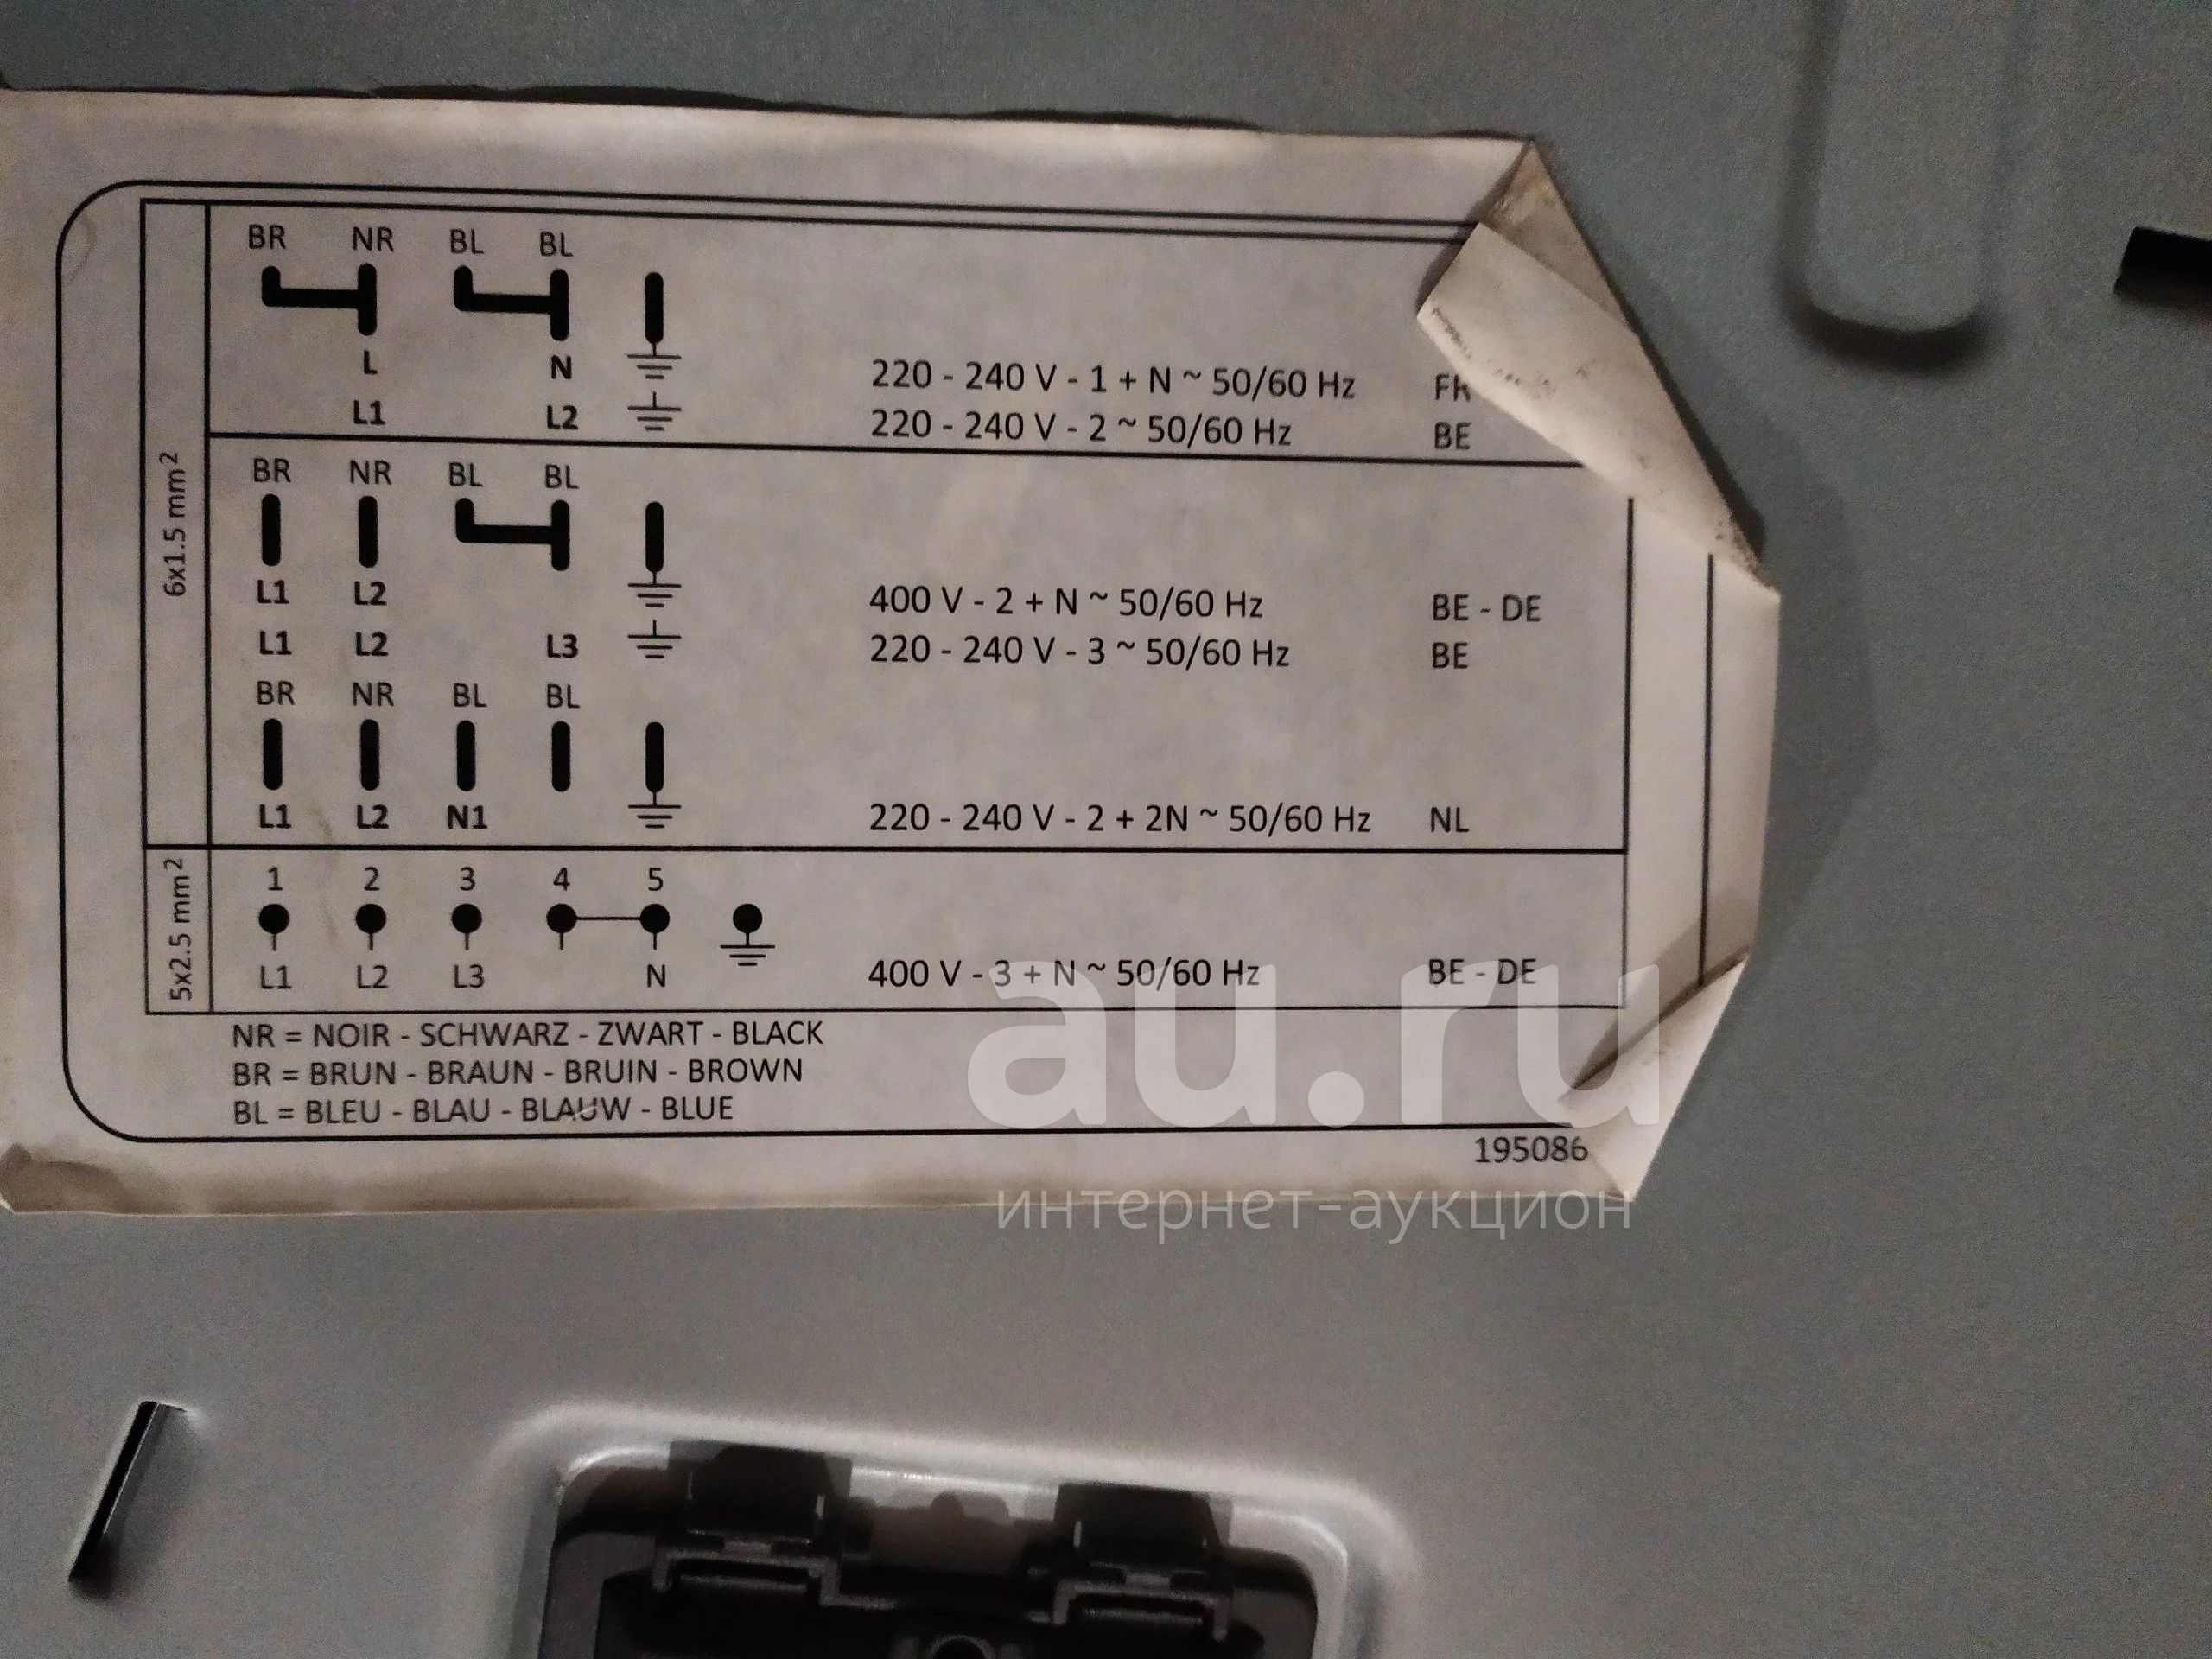 BR NR BL BL
L N
220 - 240 V - 1 + N ~ 50/60 Hz FR
L1 L2
220 - 240 V - 2 ~ 50/60 Hz BE
6x1.5 mm²
BR NR BL BL
L1 L2
400 V - 2 + N ~ 50/60 Hz BE - DE
L1 L2 L3
220 - 240 V - 3 ~ 50/60 Hz BE
BR NR BL BL
L1 L2 N1
220 - 240 V - 2 + 2N ~ 50/60 Hz NL
5x2.5 mm²
1 2 3 4 5
L1 L2 L3 N
400 V - 3 + N ~ 50/60 Hz BE - DE
NR = NOIR - SCHWARZ - ZWART - BLACK
BR = BRUN - BRAUN - BRUIN - BROWN
BL = BLEU - BLAU - BLAUW - BLUE
195086
au.ru
интернет-аукцион